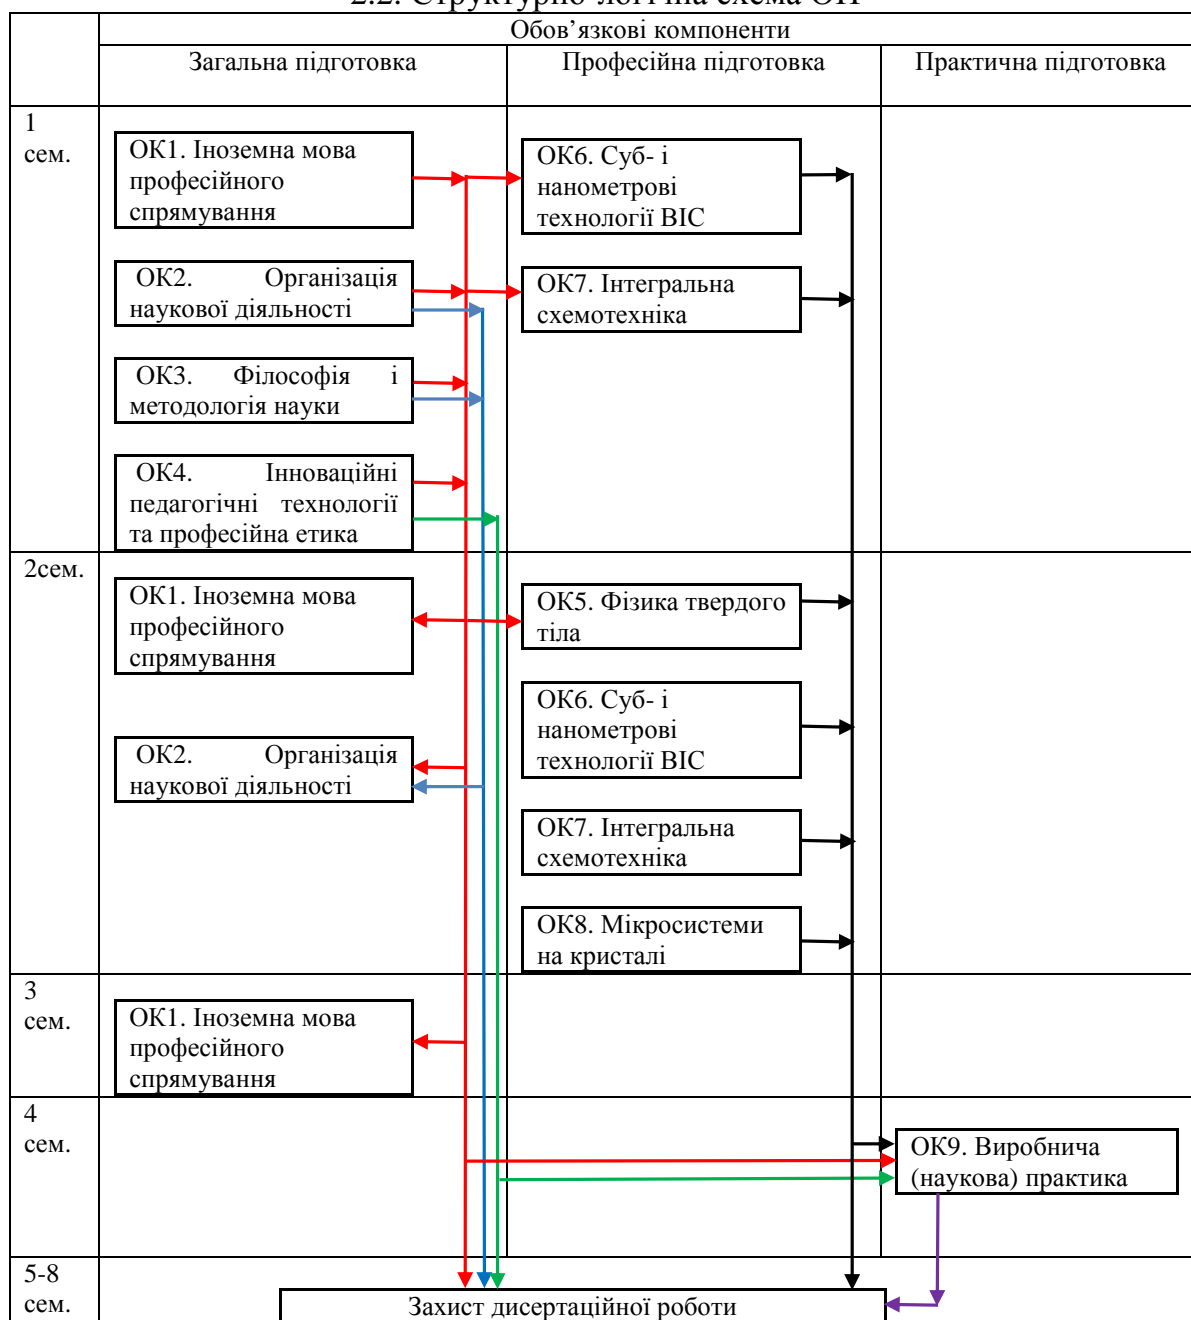 2.2. Структурно-логічна схема ОП
Обов’язкові компоненти
Загальна підготовка
Професійна підготовка
Практична підготовка
1
сем.
ОК1. Іноземна мова
професійного
спрямування
ОК6. Суб- і
нанометрові
технології ВІС
ОК2. Організація
наукової діяльності
ОК7. Інтегральна
схемотехніка
ОК3. Філософія і
методологія науки
ОК4. Інноваційні
педагогічні технології
та професійна етика
2сем.
ОК1. Іноземна мова
професійного
спрямування
ОК5. Фізика твердого
тіла
ОК6. Суб- і
нанометрові
технології ВІС
ОК2. Організація
наукової діяльності
ОК7. Інтегральна
схемотехніка
ОК8. Мікросистеми
на кристалі
3
сем.
ОК1. Іноземна мова
професійного
спрямування
4
сем.
ОК9. Виробнича
(наукова) практика
5-8
сем.
Захист дисертаційної роботи